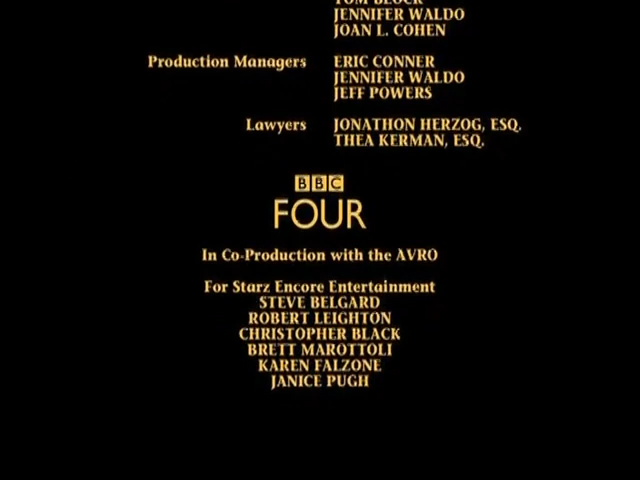 TOM BLOCK
JENNIFER WALDO
JOAN L. COHEN
Production Managers ERIC CONNER
JENNIFER WALDO
JEFF POWERS
Lawyers JONATHON HERZOG, ESQ.
THEA KERMAN, ESQ.
BBC
FOUR
In Co-Production with the AVRO
For Starz Encore Entertainment
STEVE BELGARD
ROBERT LEIGHTON
CHRISTOPHER BLACK
BRETT MAROTTOLI
KAREN FALZONE
JANICE PUGH